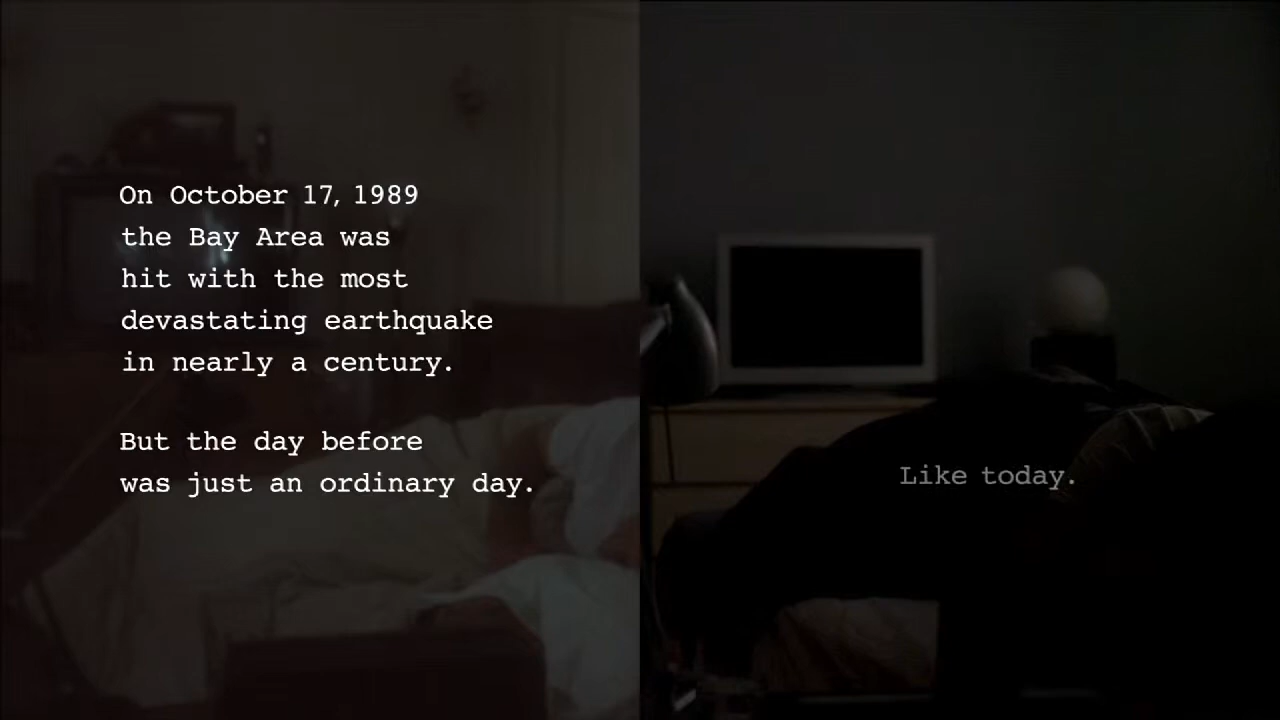 On October 17, 1989
the Bay Area was
hit with the most
devastating earthquake
in nearly a century.
But the day before
was just an ordinary day.
Like today.